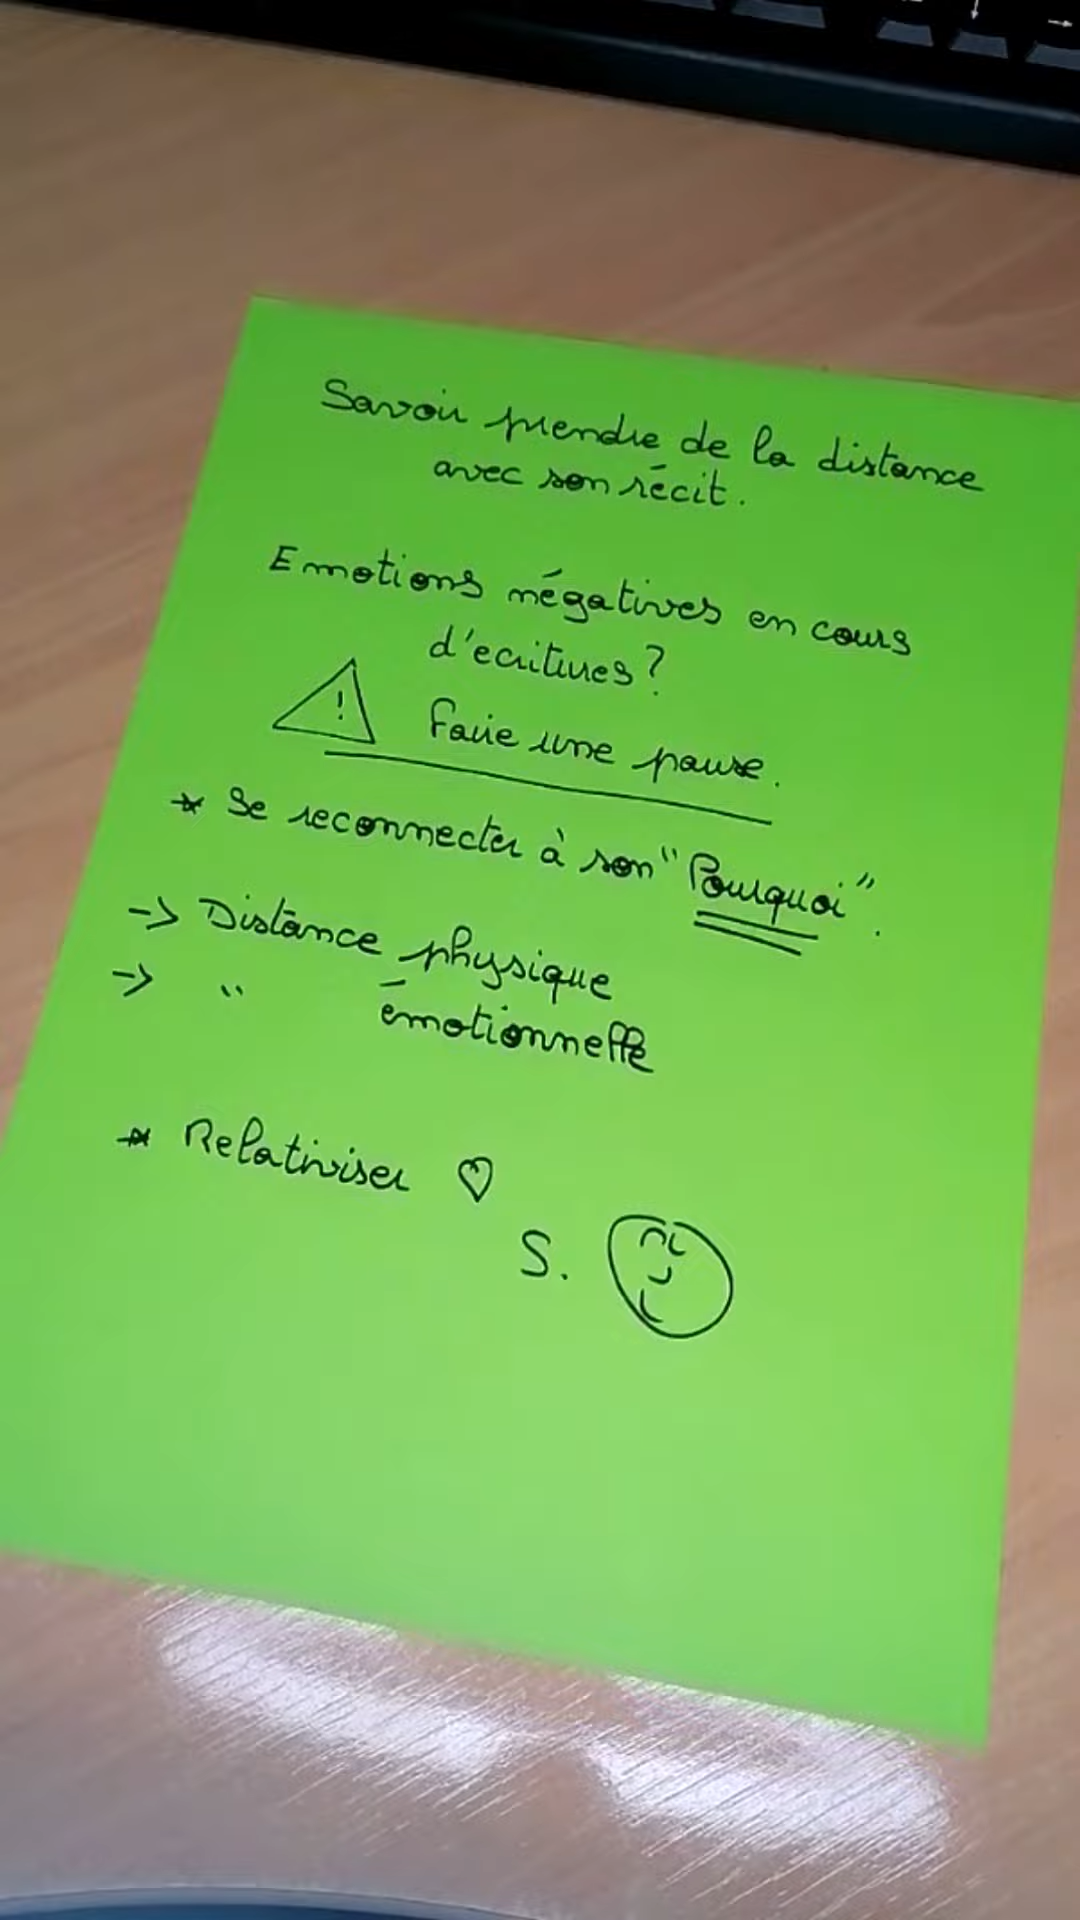 Savoir prendre de la distance
avec son récit.
Emotions négatives en cours
d'ecritures?
! Faire une pause.
* Se reconnecter à son "Pourquoi".
-> Distance physique
-> " émotionnelle
* Relativiser ♡
S.